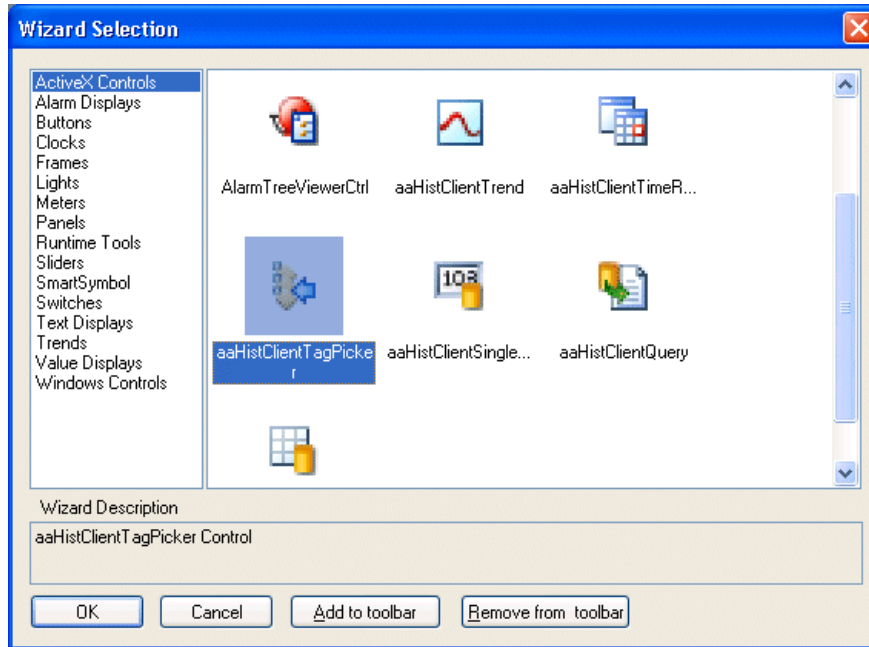 Wizard Selection
ActiveX Controls
Alarm Displays
Buttons
Clocks
Frames
Lights
Meters
Panels
Runtime Tools
Sliders
SmartSymbol
Switches
Text Displays
Trends
Value Displays
Windows Controls
AlarmTreeViewerCtrl
aaHistClientTrend
aaHistClientTimeR...
aaHistClientTagPicke
r
103
aaHistClientSingle...
aaHistClientQuery
Wizard Description
aaHistClientTagPicker Control
OK
Cancel
Add to toolbar
Remove from toolbar